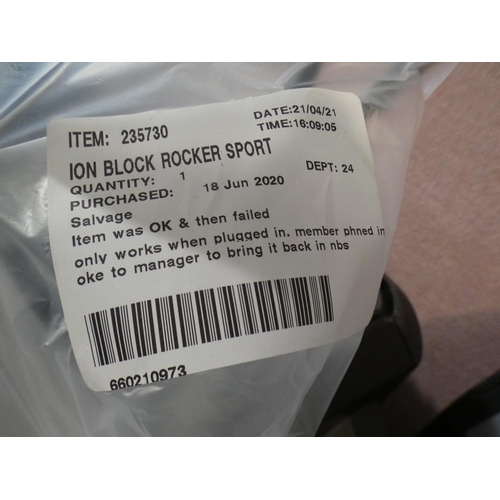 ITEM: 235730 DATE:21/04/21
TIME:16:09:05
ION BLOCK ROCKER SPORT
QUANTITY: 1 DEPT: 24
PURCHASED: 18 Jun 2020
Salvage
Item was OK & then failed
only works when plugged in. member phned in
oke to manager to bring it back in nbs
660210973